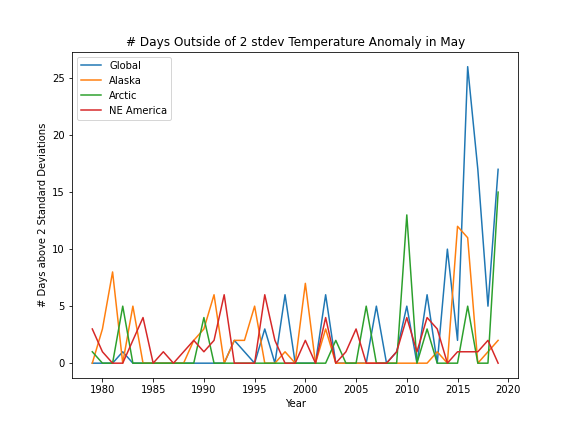 # Days Outside of 2 stdev Temperature Anomaly in May
Global
Alaska
Arctic
NE America
# Days above 2 Standard Deviations
25
20
15
10
5
0
1980 1985 1990 1995 2000 2005 2010 2015 2020
Year